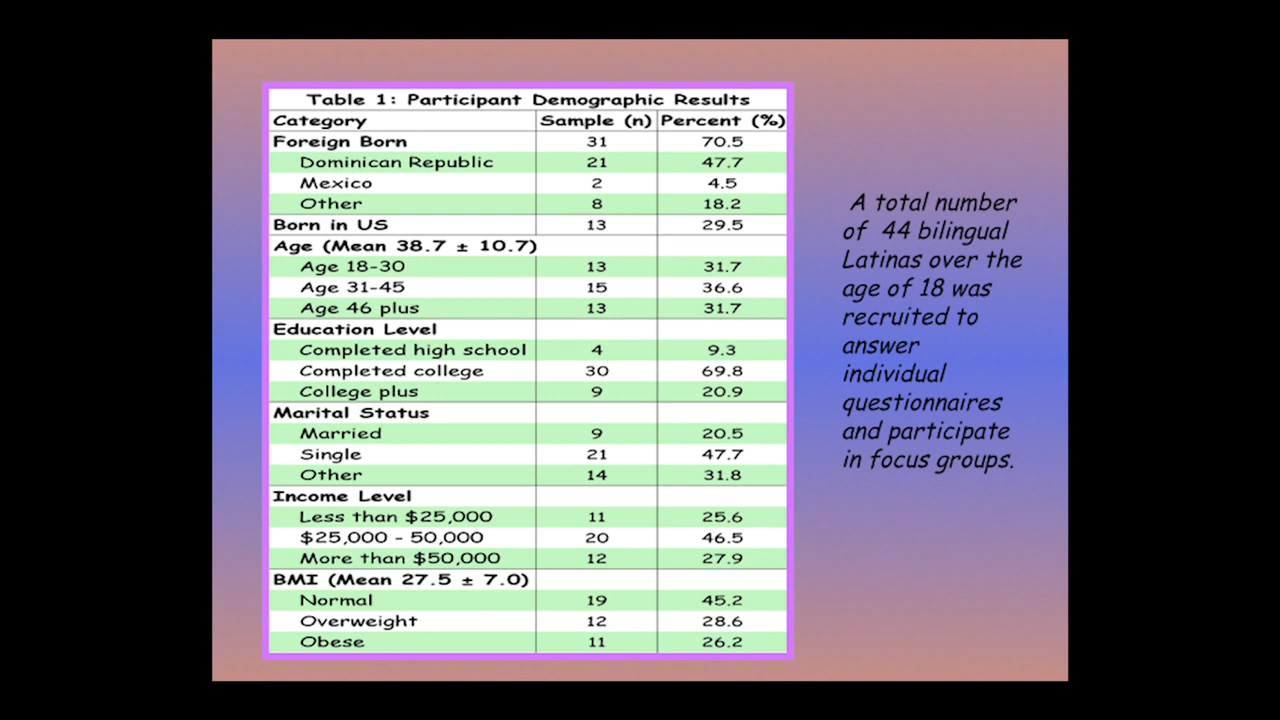 Table 1: Participant Demographic Results
Category Sample (n) Percent (%)
Foreign Born 31 70.5
Dominican Republic 21 47.7
Mexico 2 4.5
Other 8 18.2
Born in US 13 29.5
Age (Mean 38.7 ± 10.7)
Age 18-30 13 31.7
Age 31-45 15 36.6
Age 46 plus 13 31.7
Education Level
Completed high school 4 9.3
Completed college 30 69.8
College plus 9 20.9
Marital Status
Married 9 20.5
Single 21 47.7
Other 14 31.8
Income Level
Less than $25,000 11 25.6
$25,000 - 50,000 20 46.5
More than $50,000 12 27.9
BMI (Mean 27.5 ± 7.0)
Normal 19 45.2
Overweight 12 28.6
Obese 11 26.2
A total number
of 44 bilingual
Latinas over the
age of 18 was
recruited to
answer
individual
questionnaires
and participate
in focus groups.